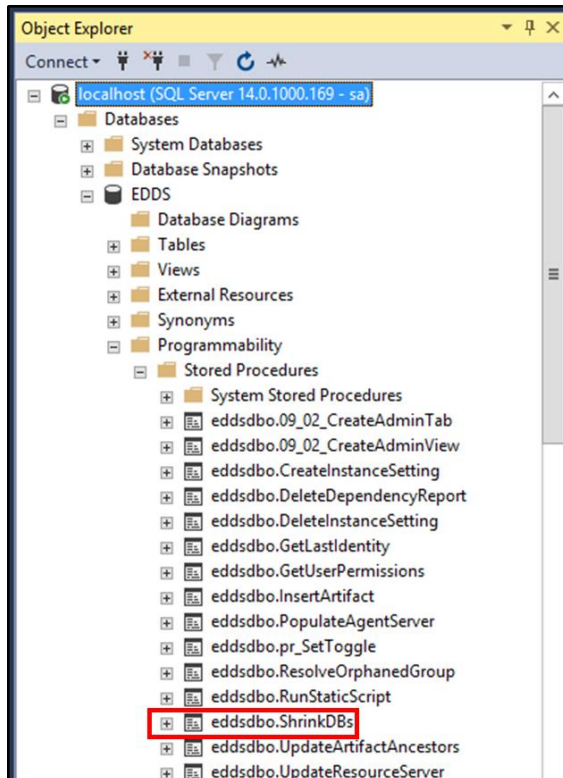 Object Explorer
Connect
localhost (SQL Server 14.0.1000.169 - sa)
Databases
System Databases
Database Snapshots
EDDS
Database Diagrams
Tables
Views
External Resources
Synonyms
Programmability
Stored Procedures
System Stored Procedures
eddsdbo.09_02_CreateAdminTab
eddsdbo.09_02_CreateAdminView
eddsdbo.CreateInstanceSetting
eddsdbo.DeleteDependencyReport
eddsdbo.DeleteInstanceSetting
eddsdbo.GetLastIdentity
eddsdbo.GetUserPermissions
eddsdbo.InsertArtifact
eddsdbo.PopulateAgentServer
eddsdbo.pr_SetToggle
eddsdbo.ResolveOrphanedGroup
eddsdbo.RunStaticScript
eddsdbo.ShrinkDBs
eddsdbo.UpdateArtifactAncestors
eddsdbo.UpdateResourceServer